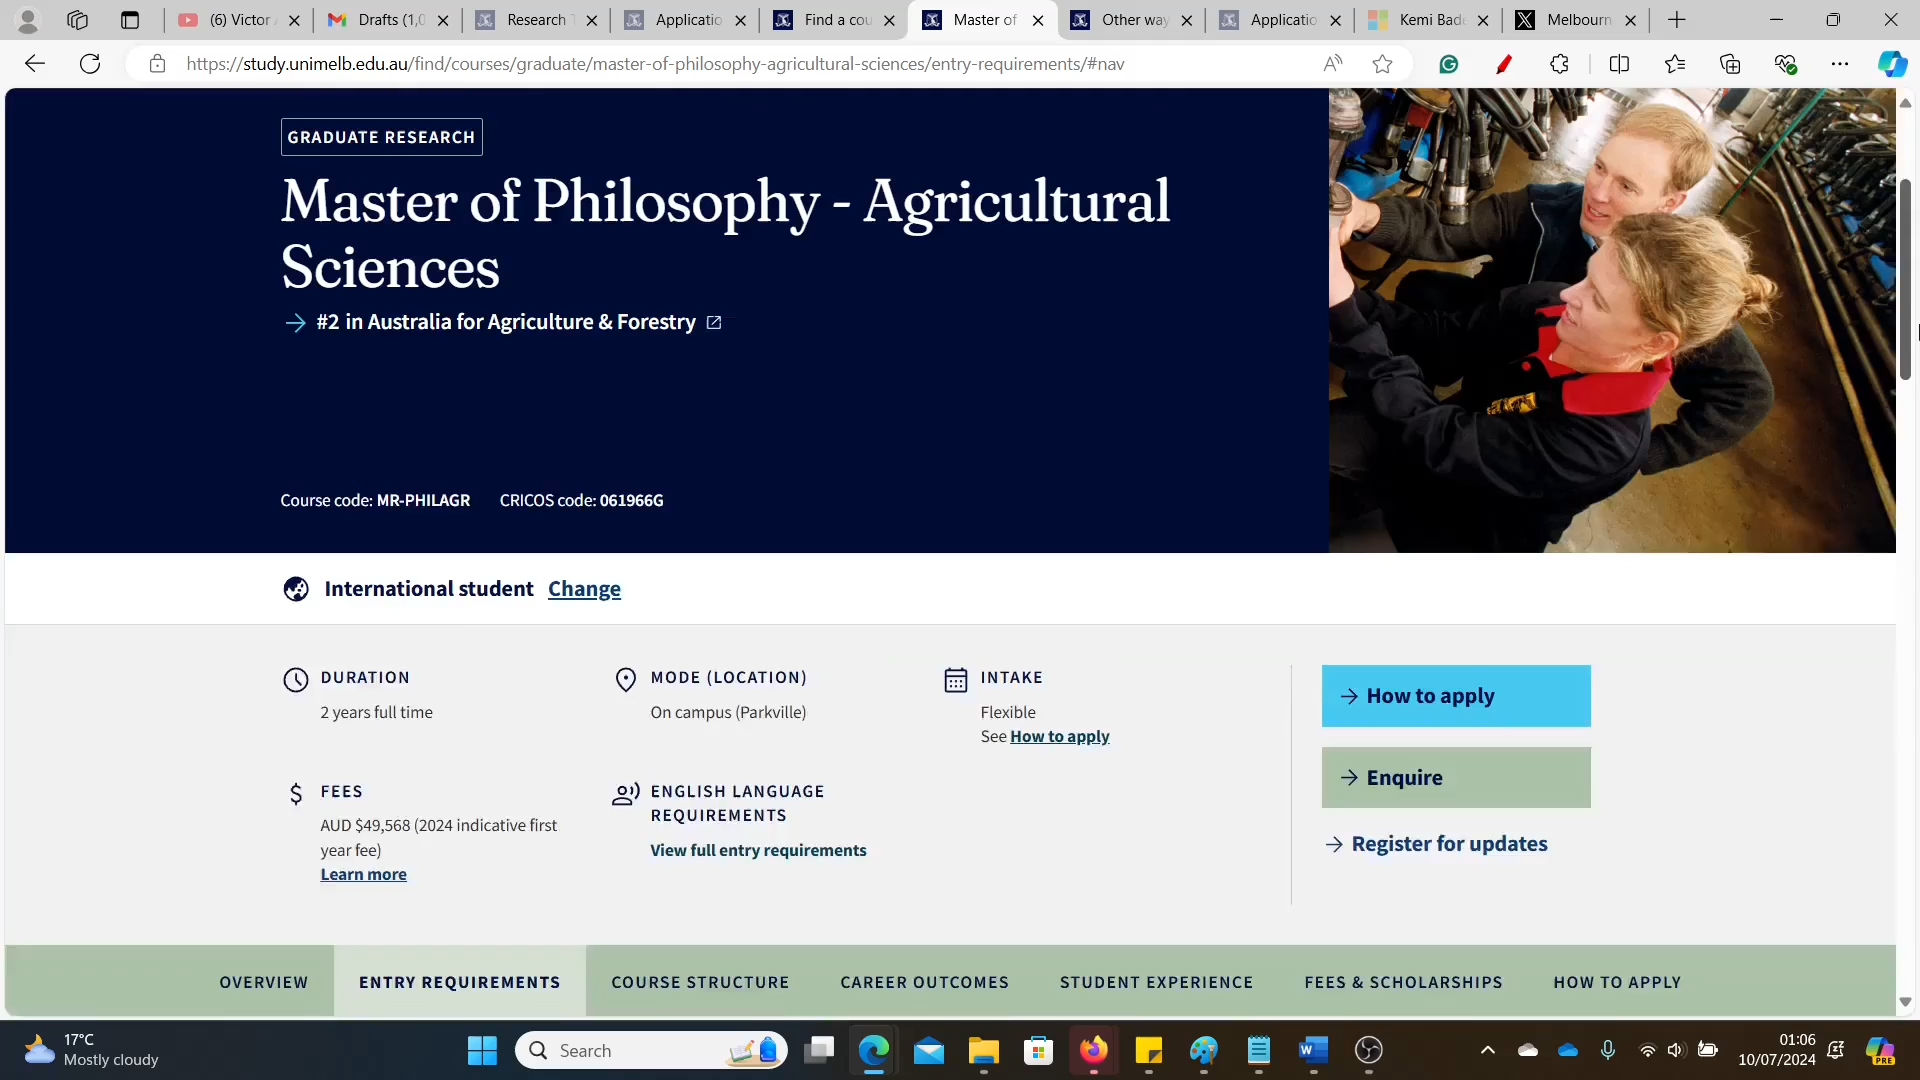 (6) Victor
Drafts (1,0
Research T
Applicatio
Find a cou
Master of
Other way
Applicatio
Kemi Bade
Melbourn
https://study.unimelb.edu.au/find/courses/graduate/master-of-philosophy-agricultural-sciences/entry-requirements/#nav
GRADUATE RESEARCH
Master of Philosophy - Agricultural
Sciences
#2 in Australia for Agriculture & Forestry
Course code: MR-PHILAGR CRICOS code: 061966G
International student Change
DURATION
2 years full time
MODE (LOCATION)
On campus (Parkville)
INTAKE
Flexible
See How to apply
FEES
AUD $49,568 (2024 indicative first
year fee)
Learn more
ENGLISH LANGUAGE
REQUIREMENTS
View full entry requirements
How to apply
Enquire
Register for updates
OVERVIEW ENTRY REQUIREMENTS COURSE STRUCTURE CAREER OUTCOMES STUDENT EXPERIENCE FEES & SCHOLARSHIPS HOW TO APPLY
17°C
Mostly cloudy
Search
01:06
10/07/2024
PRE